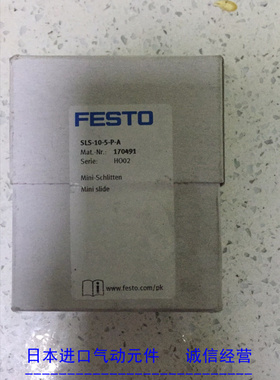 FESTO
SLS-10-5-P-A
Mat. Nr.: 170491
Serie: HO02
Mini-Schlitten
Mini slide
www.festo.com/pk
日本进口气动元件 诚信经营